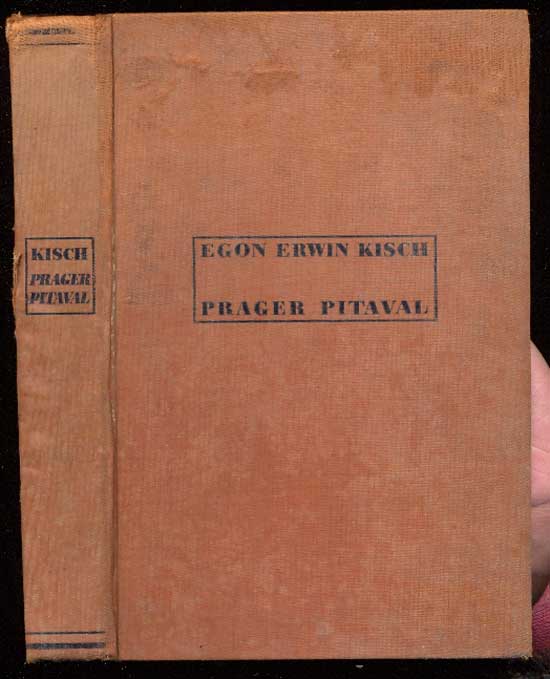 KISCH
PRAGER
PITAVAL
EGON ERWIN KISCH
PRAGER PITAVAL